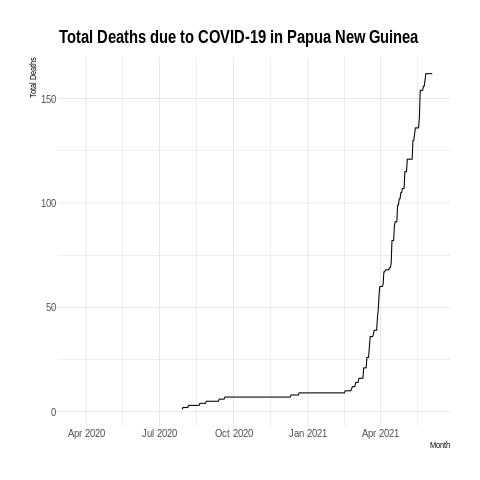 Total Deaths due to COVID-19 in Papua New Guinea
Total Deaths
150
100
50
0
Apr 2020 Jul 2020 Oct 2020 Jan 2021 Apr 2021
Month